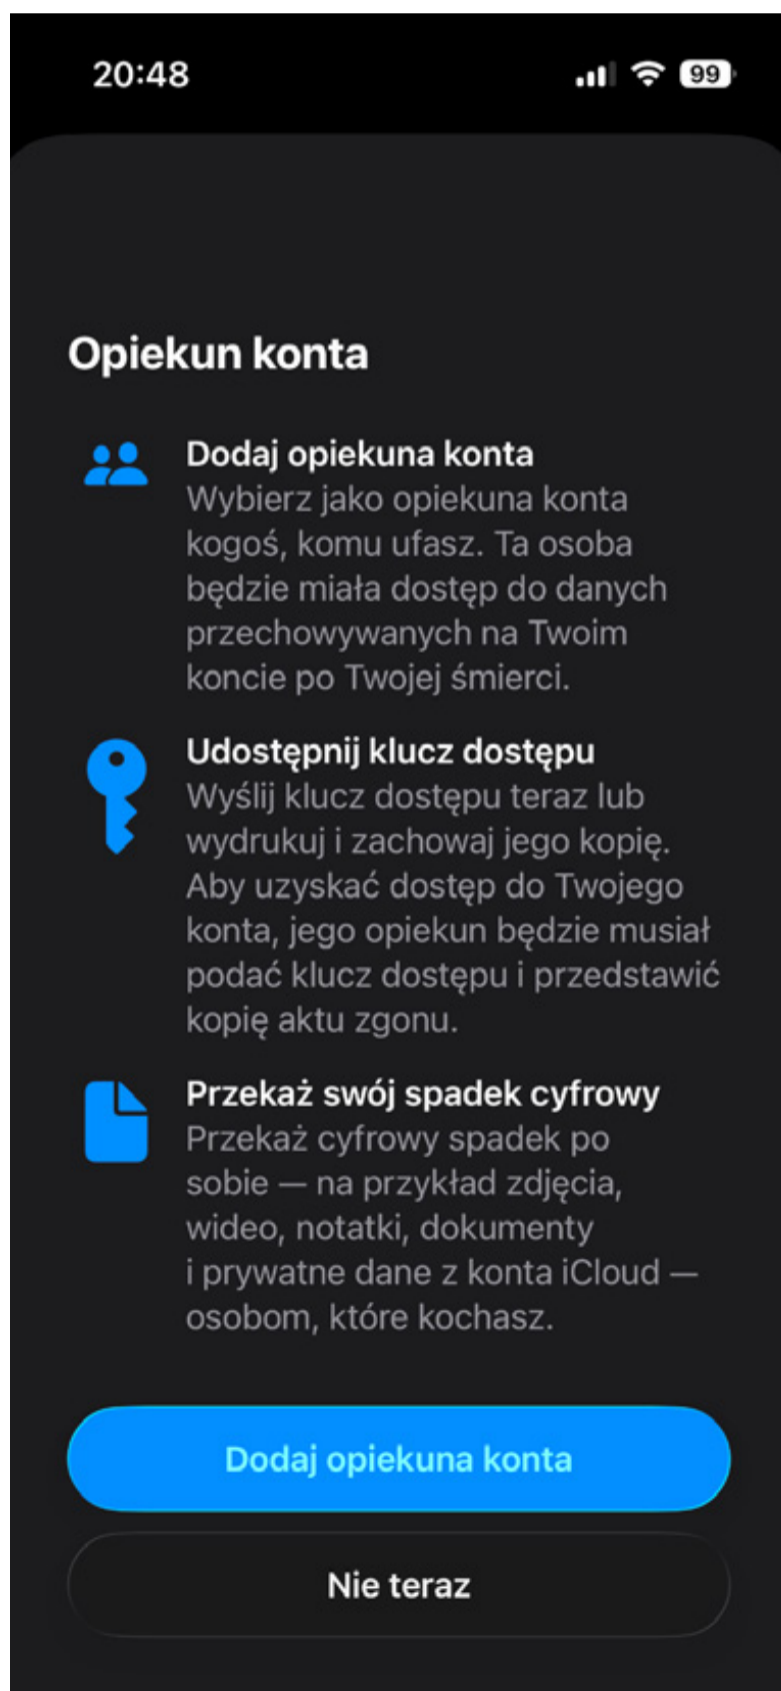 20:48
99
Opiekun konta
Dodaj opiekuna konta
Wybierz jako opiekuna konta
kogoś, komu ufasz. Ta osoba
będzie miała dostęp do danych
przechowywanych na Twoim
koncie po Twojej śmierci.
Udostępnij klucz dostępu
Wyślij klucz dostępu teraz lub
wydrukuj i zachowaj jego kopię.
Aby uzyskać dostęp do Twojego
konta, jego opiekun będzie musiał
podać klucz dostępu i przedstawić
kopię aktu zgonu.
Przekaż swój spadek cyfrowy
Przekaż cyfrowy spadek po
sobie — na przykład zdjęcia,
wideo, notatki, dokumenty
i prywatne dane z konta iCloud —
osobom, które kochasz.
Dodaj opiekuna konta
Nie teraz